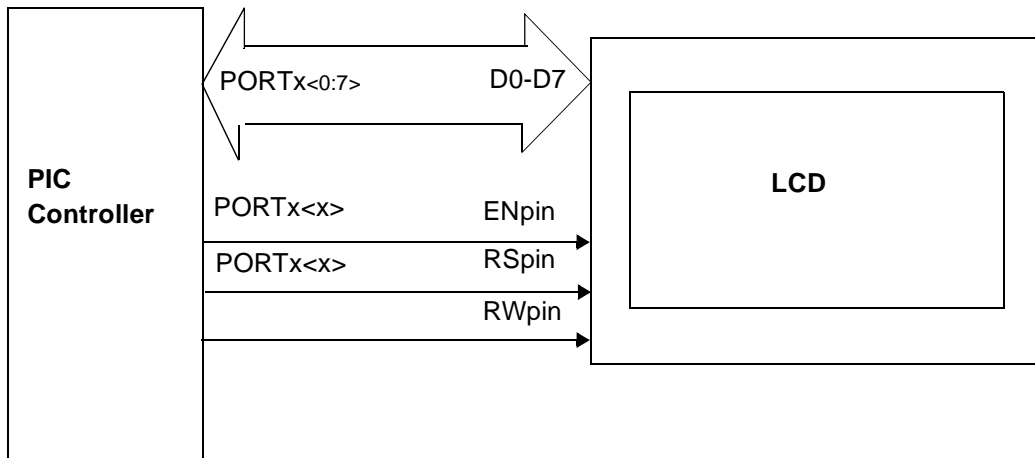 PORTx<0:7> D0-D7
PIC
Controller
LCD
PORTx<x> ENpin
PORTx<x> RSpin
RWpin